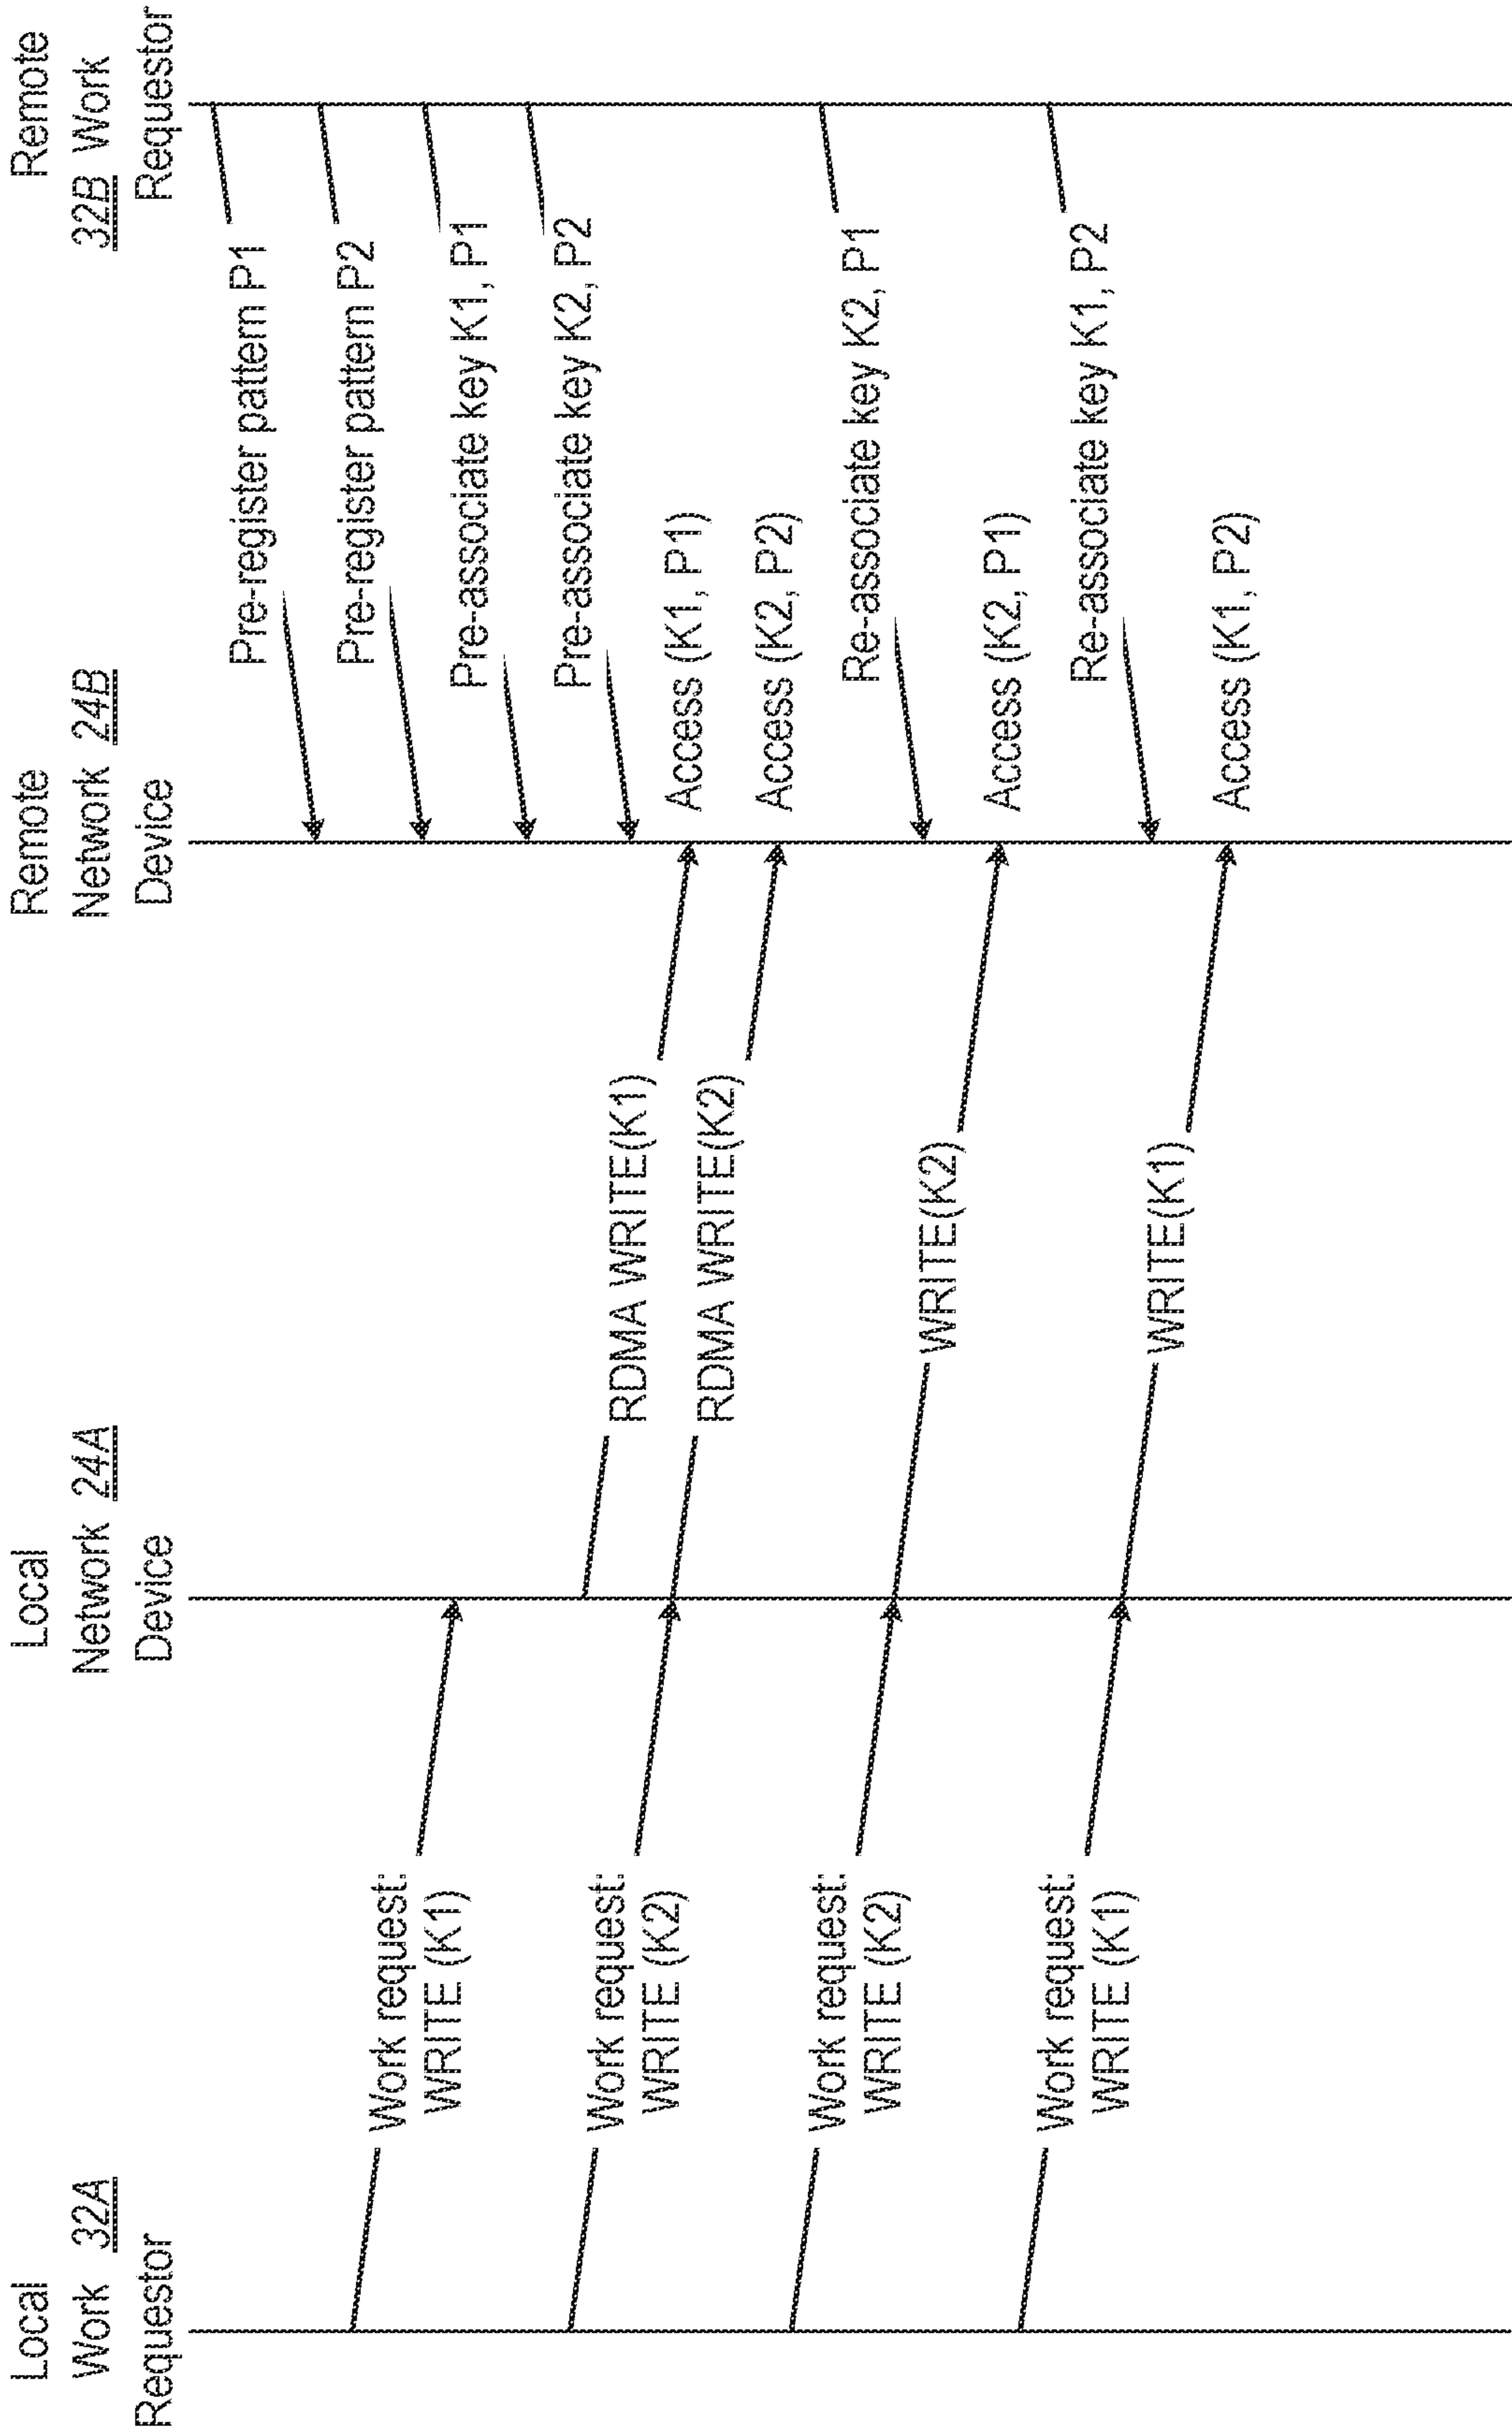 Local
Work 32A
Requestor
Local
Network 24A
Device
Remote
Network 24B
Device
Remote
32B Work
Requestor
Pre-register pattern P1
Pre-register pattern P2
Work request:
WRITE (K1)
Pre-associate key K1, P1
Pre-associate key K2, P2
Work request:
WRITE (K2)
RDMA WRITE(K1)
Access (K1, P1)
RDMA WRITE(K2)
Access (K2, P2)
Work request:
WRITE (K2)
Re-associate key K2, P1
WRITE(K2)
Access (K2, P1)
Work request:
WRITE (K1)
Re-associate key K1, P2
WRITE(K1)
Access (K1, P2)